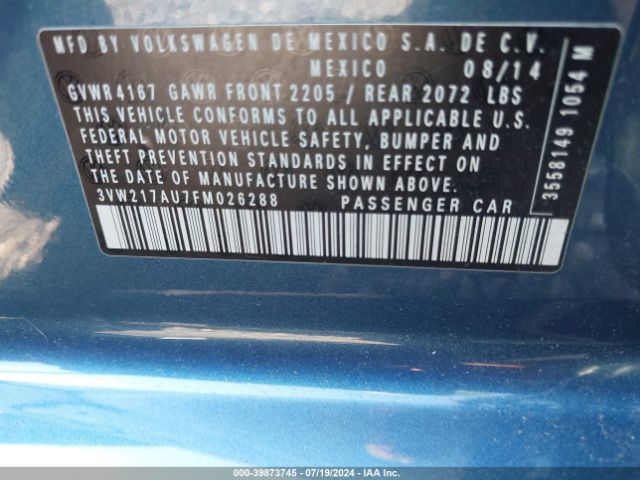 MFD BY VOLKSWAGEN DE MEXICO S.A. DE C.V.
MEXICO 08/14
GVWR 4167 GAWR FRONT 2205 / REAR 2072 LBS
THIS VEHICLE CONFORMS TO ALL APPLICABLE U.S.
FEDERAL MOTOR VEHICLE SAFETY, BUMPER AND
THEFT PREVENTION STANDARDS IN EFFECT ON
THE DATE OF MANUFACTURE SHOWN ABOVE.
3VW217AU7FM026288 PASSENGER CAR
3558149 1054 M
000-39873745 - 07/19/2024 - IAA Inc.